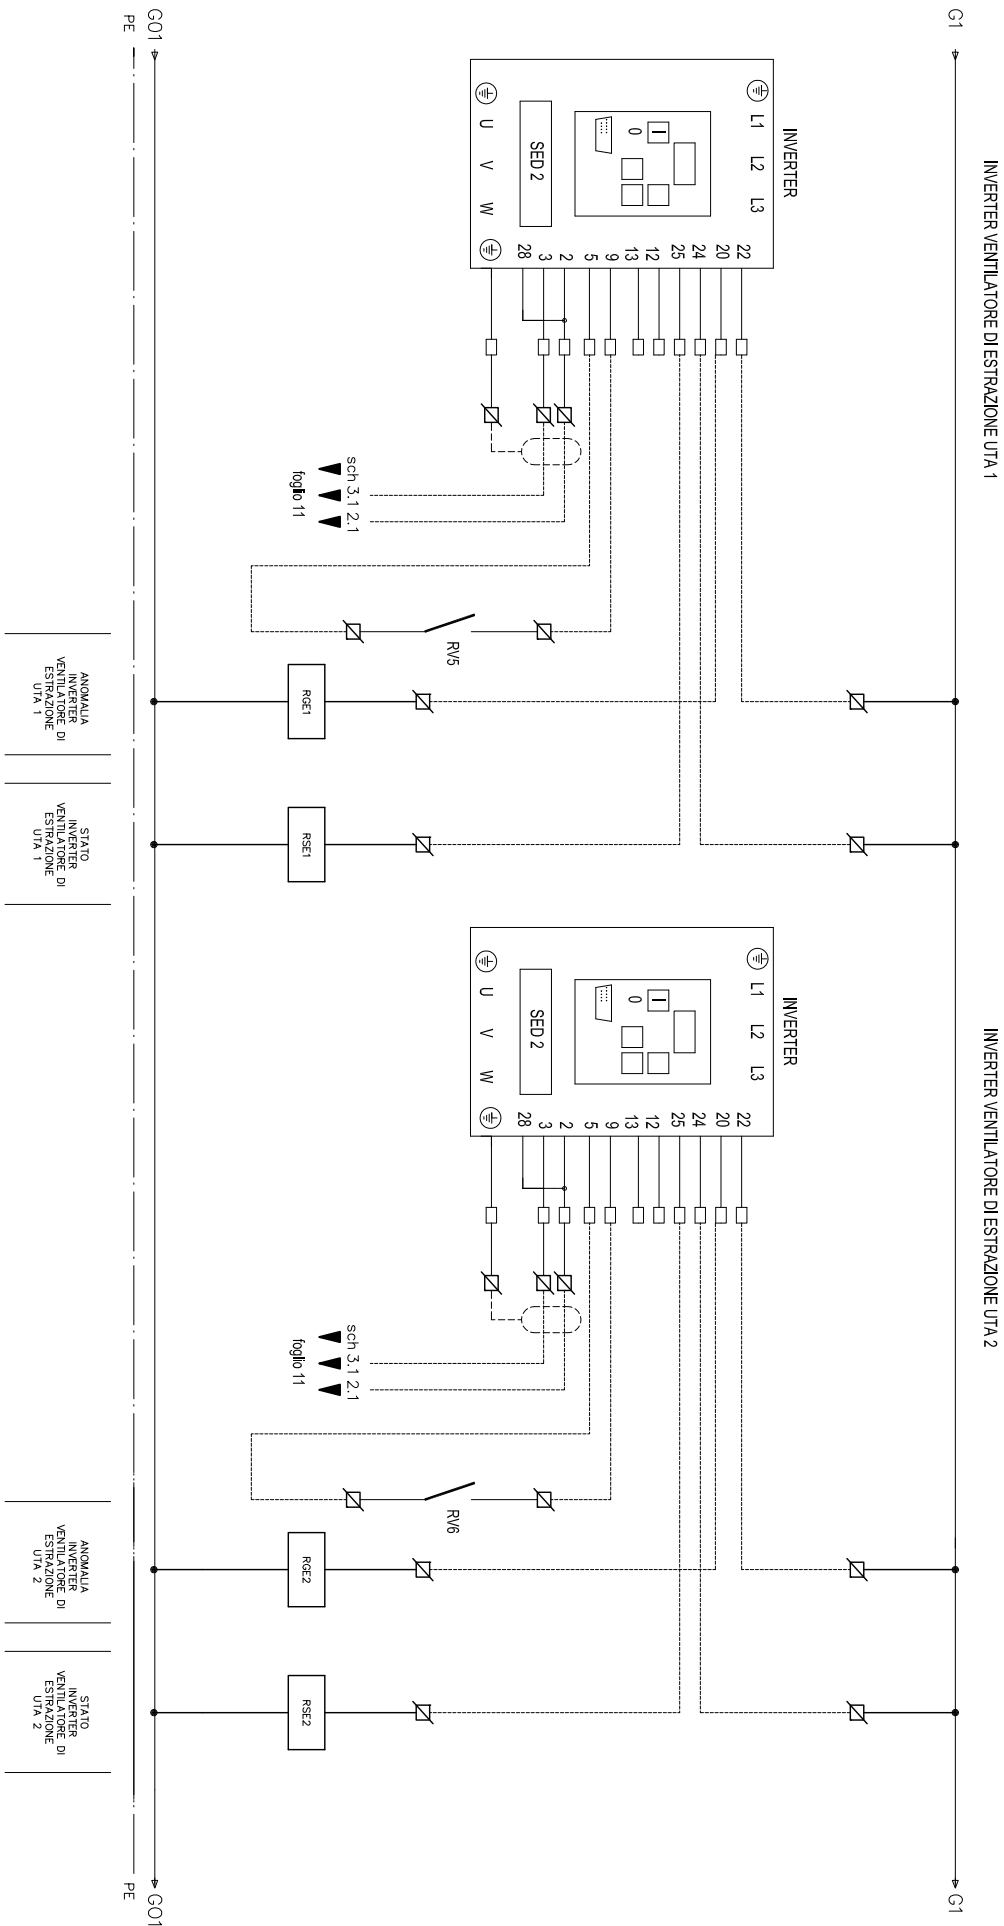 INVERTER VENTILATORE DI ESTRAZIONE UTA 1
INVERTER VENTILATORE DI ESTRAZIONE UTA 2
G1
G1
INVERTER
L1 L2 L3
I
0
SED 2
U V W
22
20
24
25
12
13
9
5
2
3
28
sch 3.1 2.1
foglio 11
RV5
RGE1
RSE1
INVERTER
L1 L2 L3
I
0
SED 2
U V W
22
20
24
25
12
13
9
5
2
3
28
sch 3.1 2.1
foglio 11
RV6
RGE2
RSE2
G01
G01
PE
PE
ANOMALIA
INVERTER
VENTILATORE DI
ESTRAZIONE
UTA 1
STATO
INVERTER
VENTILATORE DI
ESTRAZIONE
UTA 1
ANOMALIA
INVERTER
VENTILATORE DI
ESTRAZIONE
UTA 2
STATO
INVERTER
VENTILATORE DI
ESTRAZIONE
UTA 2